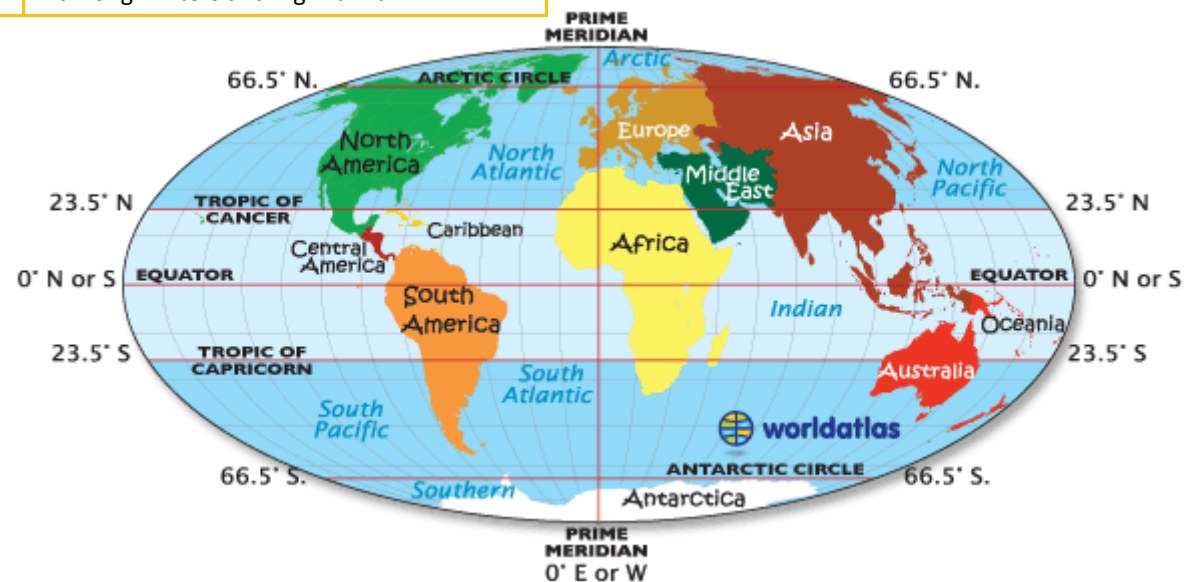 PRIME
MERIDIAN
Arctic
66.5° N.
ARCTIC CIRCLE
66.5° N.
North
America
Europe
Asia
North
Atlantic
Middle
East
North
Pacific
23.5° N
TROPIC OF
CANCER
23.5° N
Caribbean
Africa
Central
America
0° N or S
EQUATOR
EQUATOR
0° N or S
South
America
Indian
Oceania
23.5° S
TROPIC OF
CAPRICORN
23.5° S
South
Atlantic
Australia
South
Pacific
worldatlas
66.5° S.
ANTARCTIC CIRCLE
66.5° S.
Southern
Antarctica
PRIME
MERIDIAN
0° E or W